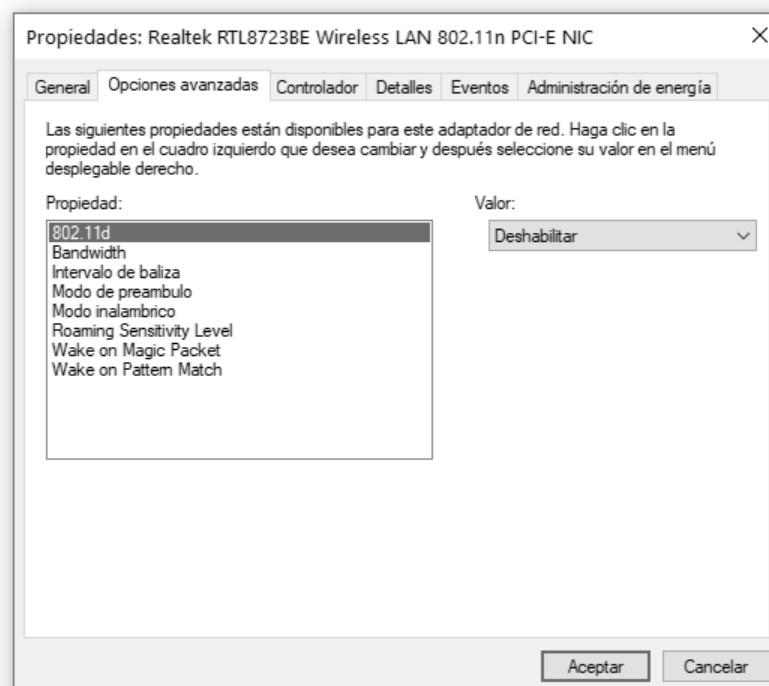 Propiedades: Realtek RTL8723BE Wireless LAN 802.11n PCI-E NIC
General Opciones avanzadas Controlador Detalles Eventos Administración de energía
Las siguientes propiedades están disponibles para este adaptador de red. Haga clic en la
propiedad en el cuadro izquierdo que desea cambiar y después seleccione su valor en el menú
desplegable derecho.
Propiedad:
802.11d
Bandwidth
Intervalo de baliza
Modo de preambulo
Modo inalambrico
Roaming Sensitivity Level
Wake on Magic Packet
Wake on Pattern Match
Valor:
Deshabilitar
Aceptar Cancelar